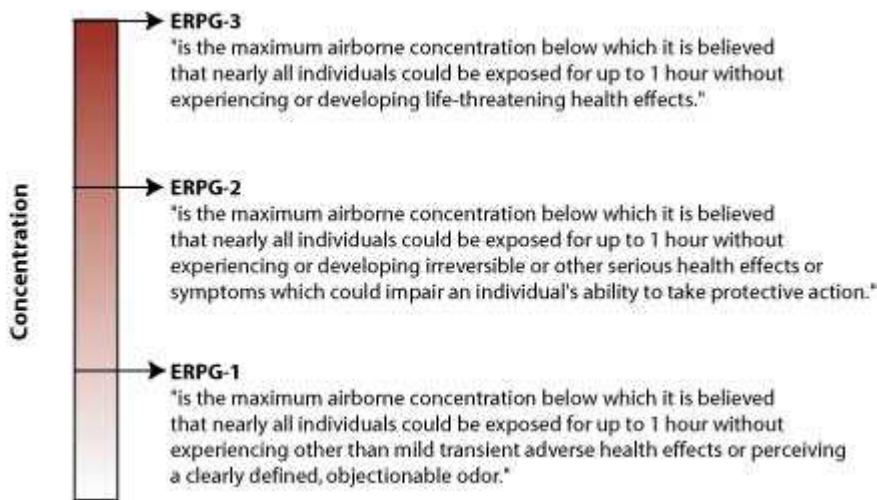 ERPG-3
"is the maximum airborne concentration below which it is believed
that nearly all individuals could be exposed for up to 1 hour without
experiencing or developing life-threatening health effects."
Concentration
ERPG-2
"is the maximum airborne concentration below which it is believed
that nearly all individuals could be exposed for up to 1 hour without
experiencing or developing irreversible or other serious health effects or
symptoms which could impair an individual's ability to take protective action."
ERPG-1
"is the maximum airborne concentration below which it is believed
that nearly all individuals could be exposed for up to 1 hour without
experiencing other than mild transient adverse health effects or perceiving
a clearly defined, objectionable odor."